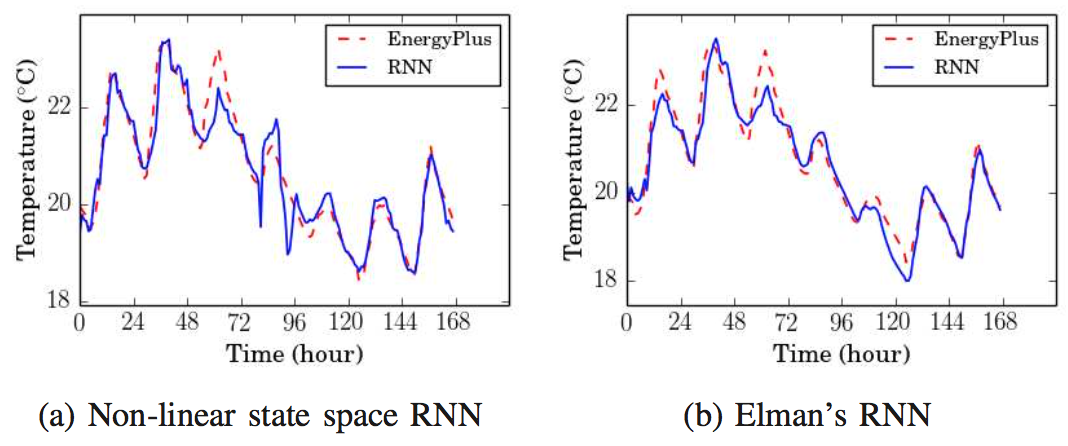 EnergyPlus
RNN
Temperature (°C)
22
20
18
0 24 48 72 96 120 144 168
Time (hour)
(a) Non-linear state space RNN
EnergyPlus
RNN
Temperature (°C)
22
20
18
0 24 48 72 96 120 144 168
Time (hour)
(b) Elman's RNN